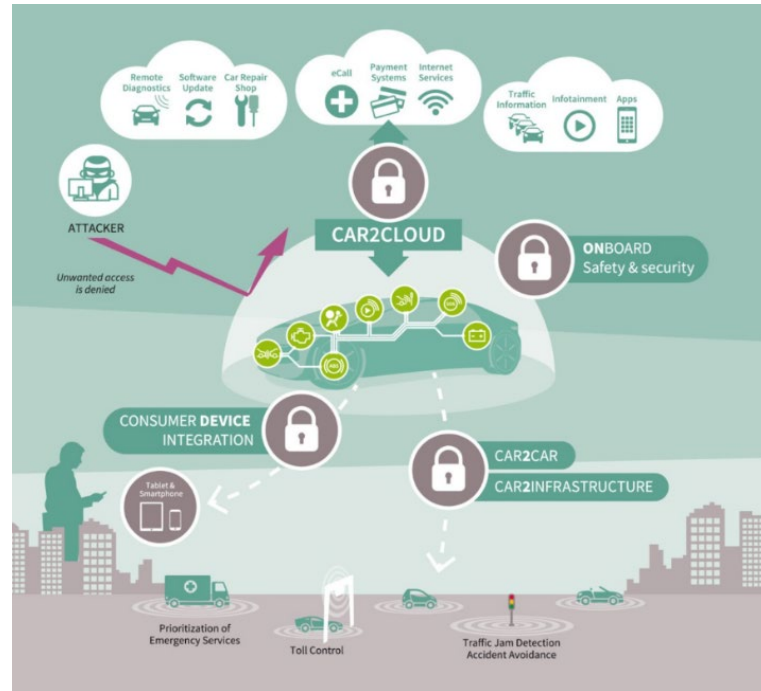 Remote
Diagnostics
Software
Update
Car Repair
Shop
eCall
Payment
Systems
Internet
Services
Traffic
Information
Infotainment
Apps
ATTACKER
Unwanted access
is denied
CAR2CLOUD
ONBOARD
Safety & security
CONSUMER DEVICE
INTEGRATION
Tablet &
Smartphone
CAR2CAR
CAR2INFRASTRUCTURE
Prioritization of
Emergency Services
Toll Control
Traffic Jam Detection
Accident Avoidance